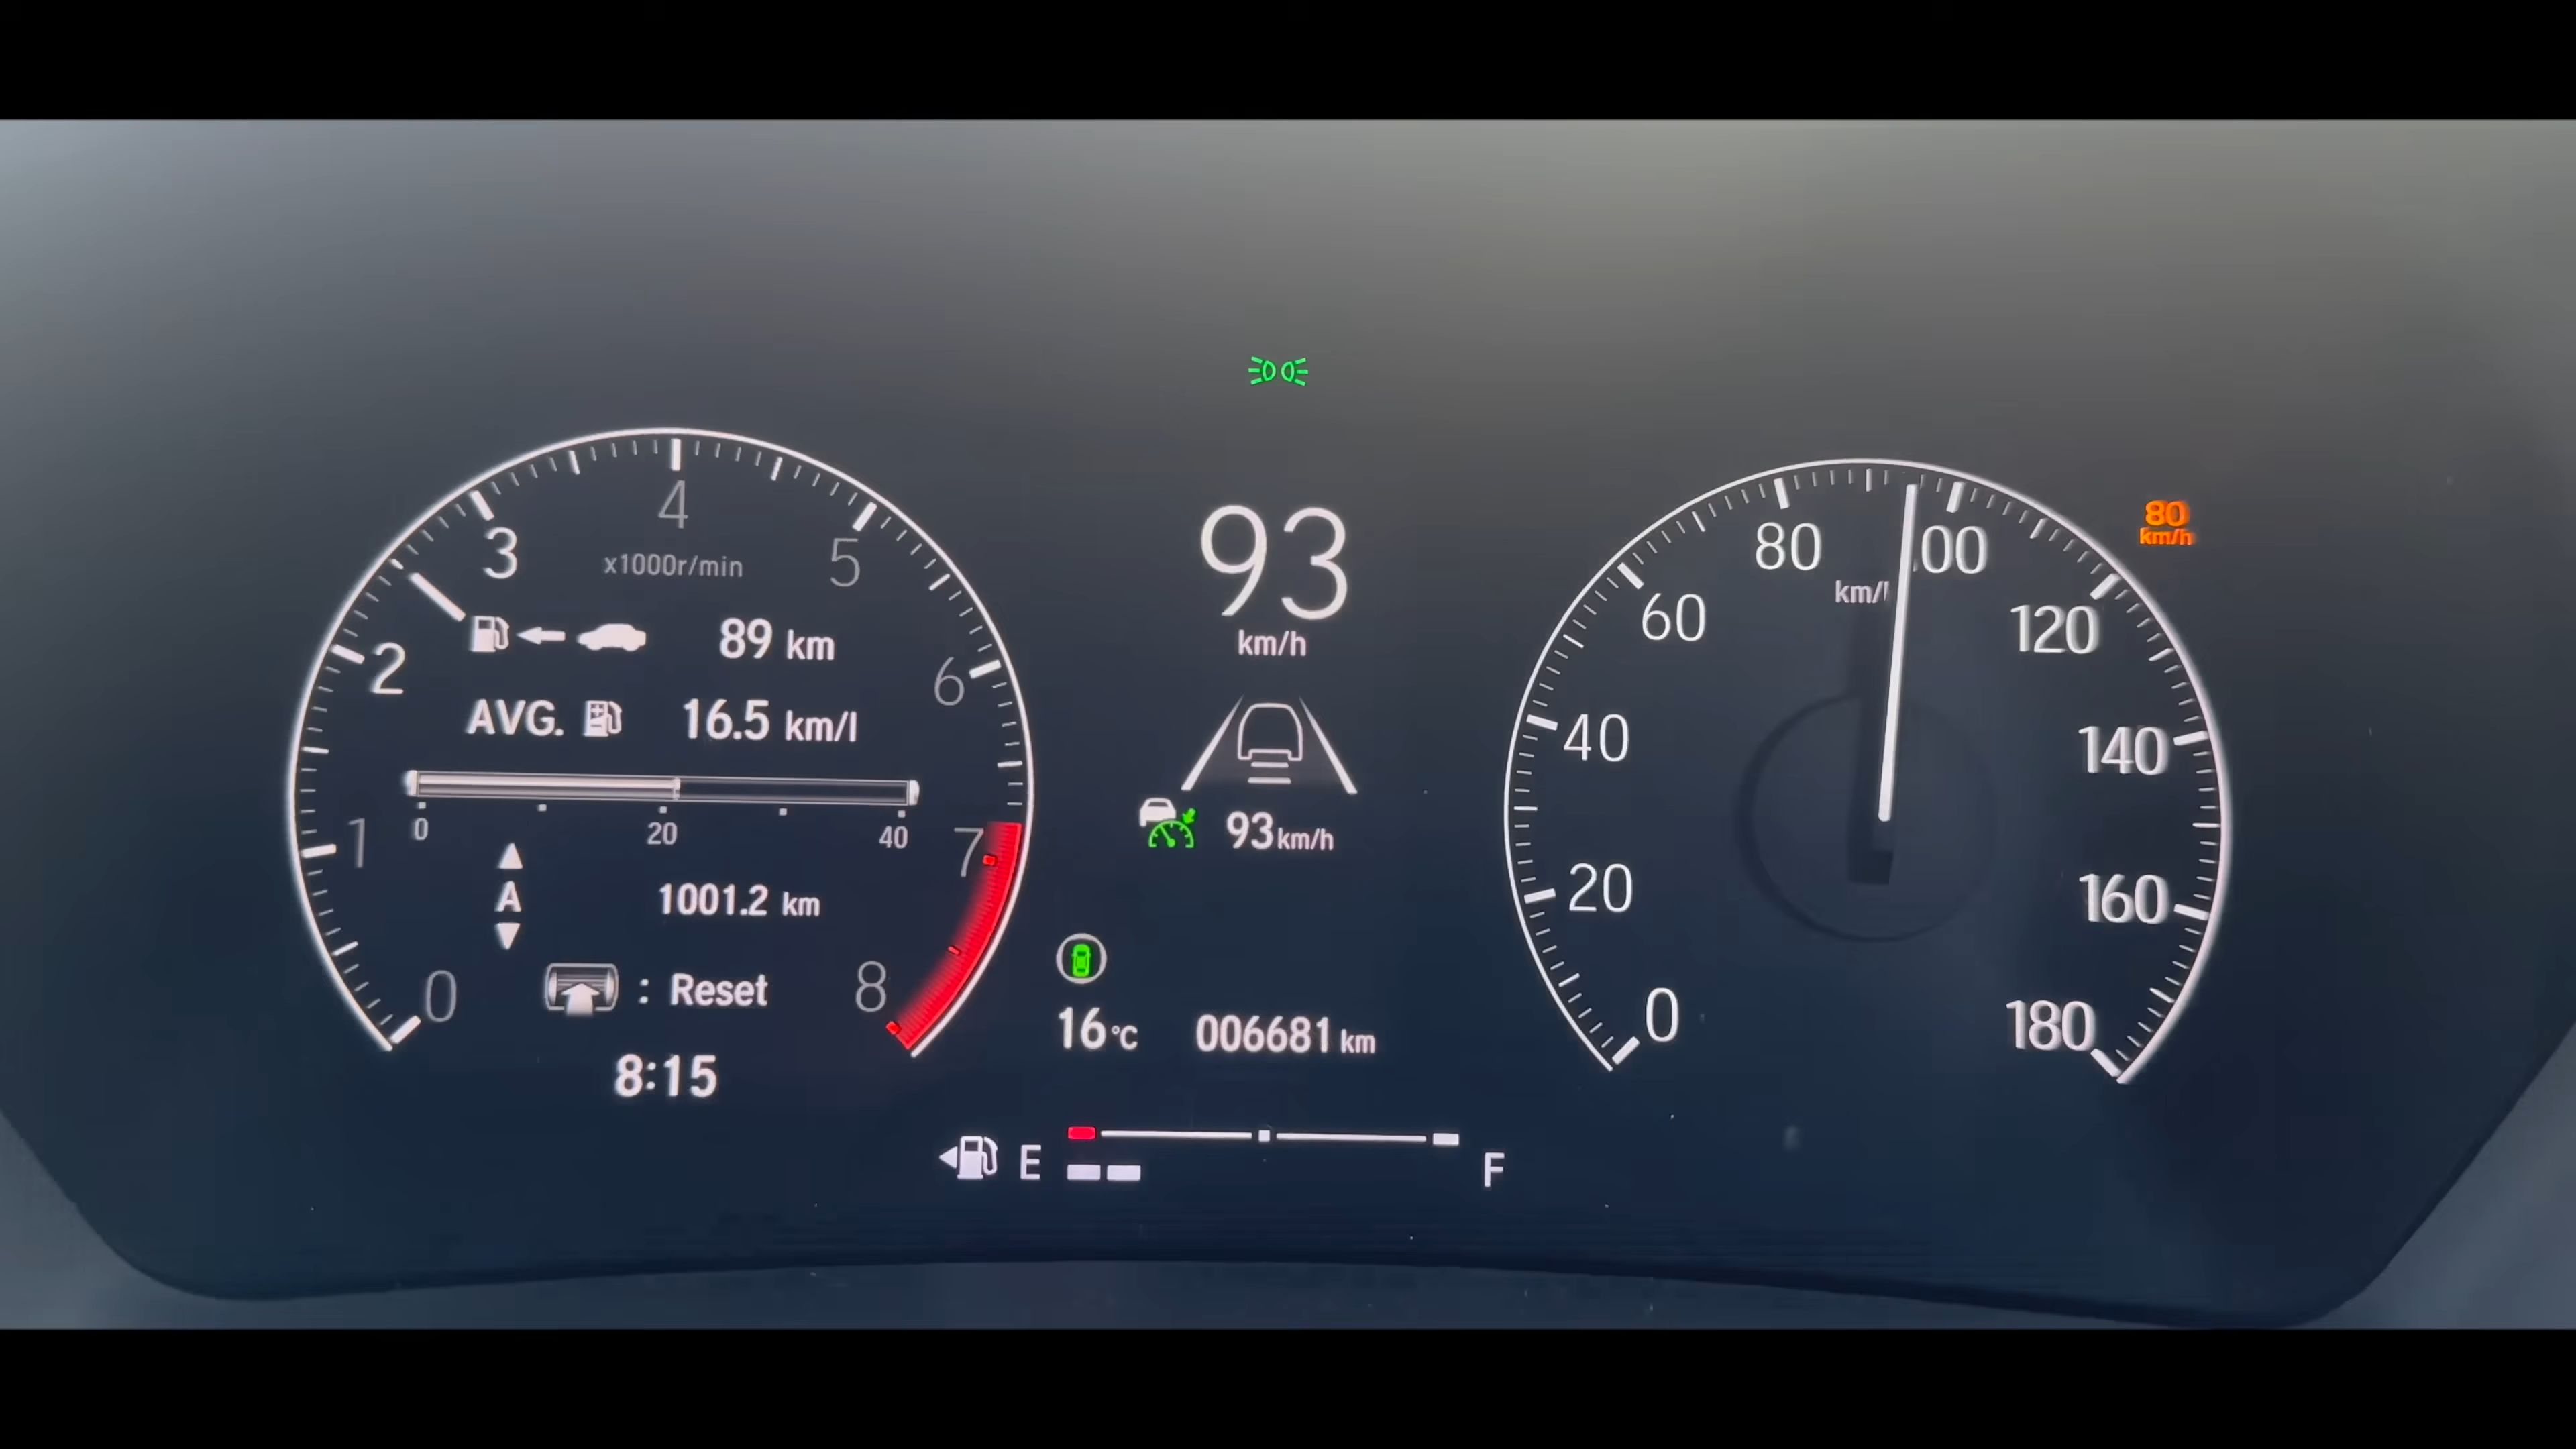 4
3
5
x1000r/min
89 km
2
6
AVG. 16.5 km/l
0 20 40
1
7
A 1001.2 km
: Reset
0
8
8:15
93
km/h
93 km/h
16°C 006681 km
E F
80
00
km/
60
120
40
140
20
160
0
180
80
km/h